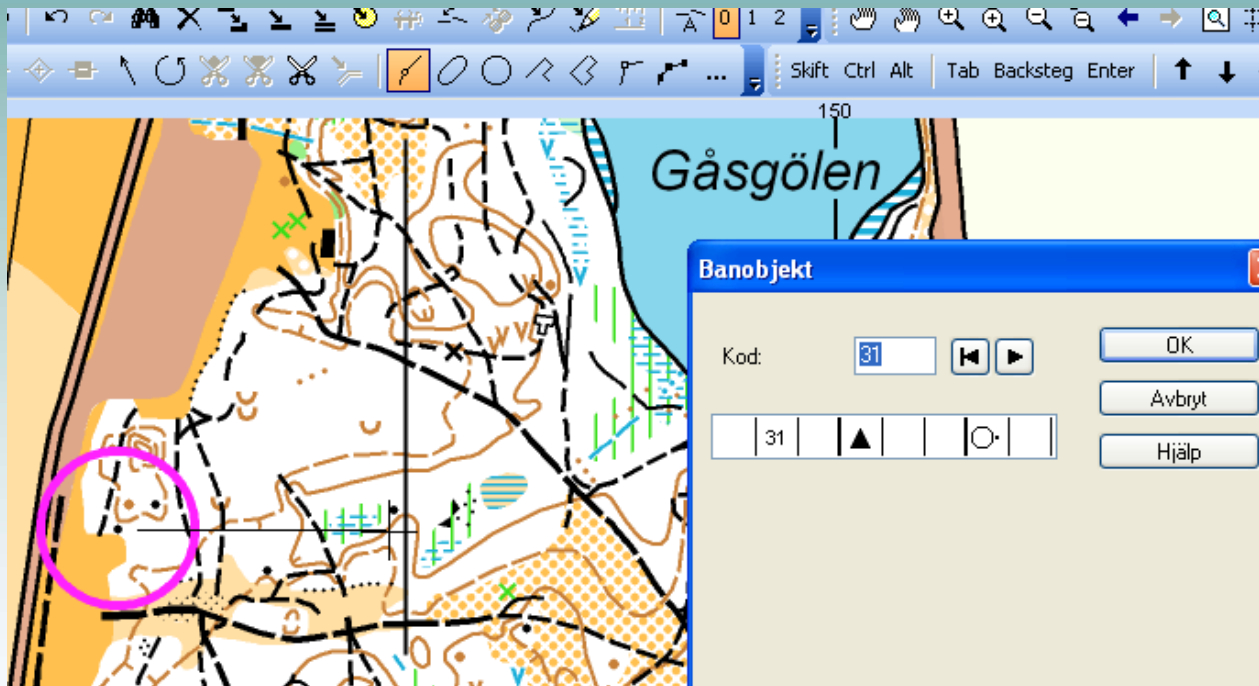 0 1 2
... Skift Ctrl Alt Tab Backsteg Enter
150
Gåsgölen
Banobjekt
Kod: 31 OK
Avbryt
31
Hjälp